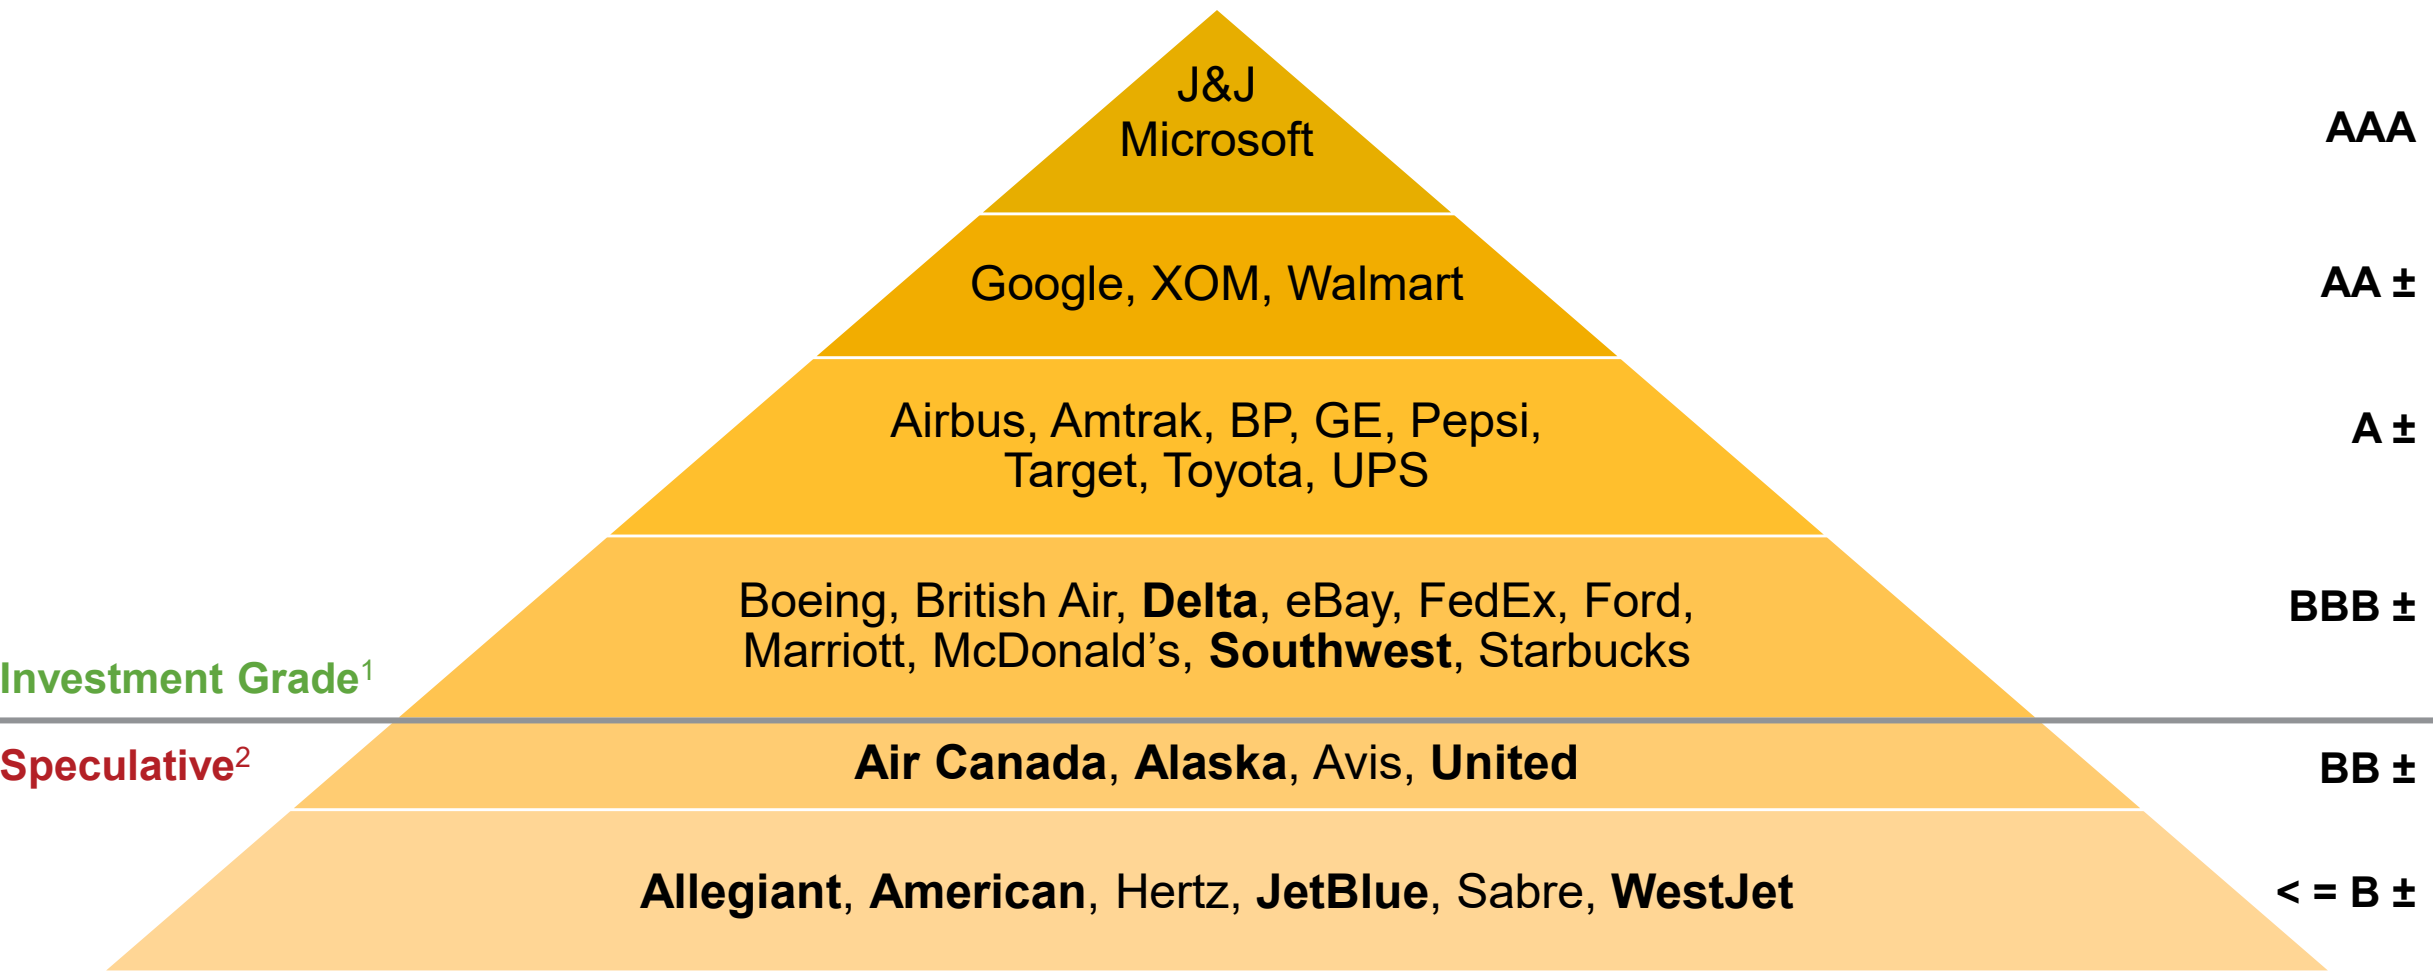 J&J
Microsoft
AAA
Google, XOM, Walmart
AA ±
Airbus, Amtrak, BP, GE, Pepsi,
Target, Toyota, UPS
A ±
Boeing, British Air, Delta, eBay, FedEx, Ford,
Marriott, McDonald’s, Southwest, Starbucks
BBB ±
Investment Grade1
Speculative2
Air Canada, Alaska, Avis, United
BB ±
Allegiant, American, Hertz, JetBlue, Sabre, WestJet
< = B ±